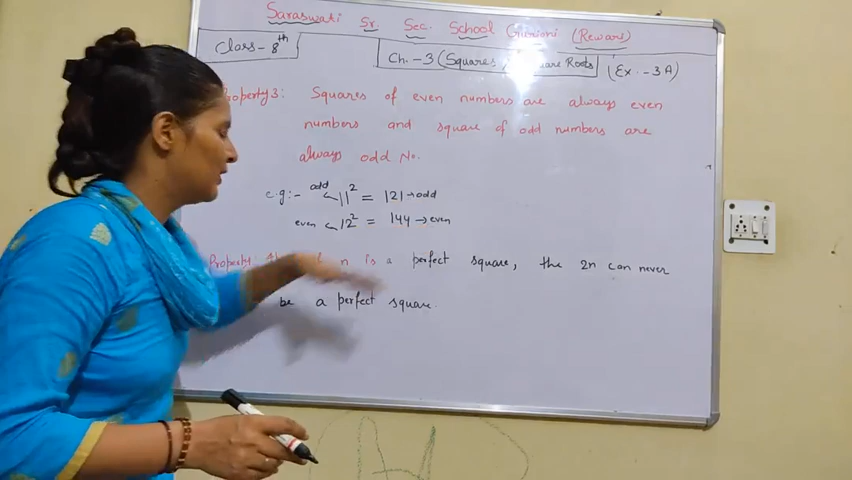 Saraswati Sr. Sec. School Gurjoni (Rewari)
Class - 8th
Ch. - 3 (Squares, Square Roots) (Ex. - 3A)
Property 3: Squares of even numbers are always even
numbers and square of odd numbers are
always odd No.
e.g:- odd 11² = 121 → odd
even 12² = 144 → even
Property n is a perfect square, the 2n can never
be a perfect square.